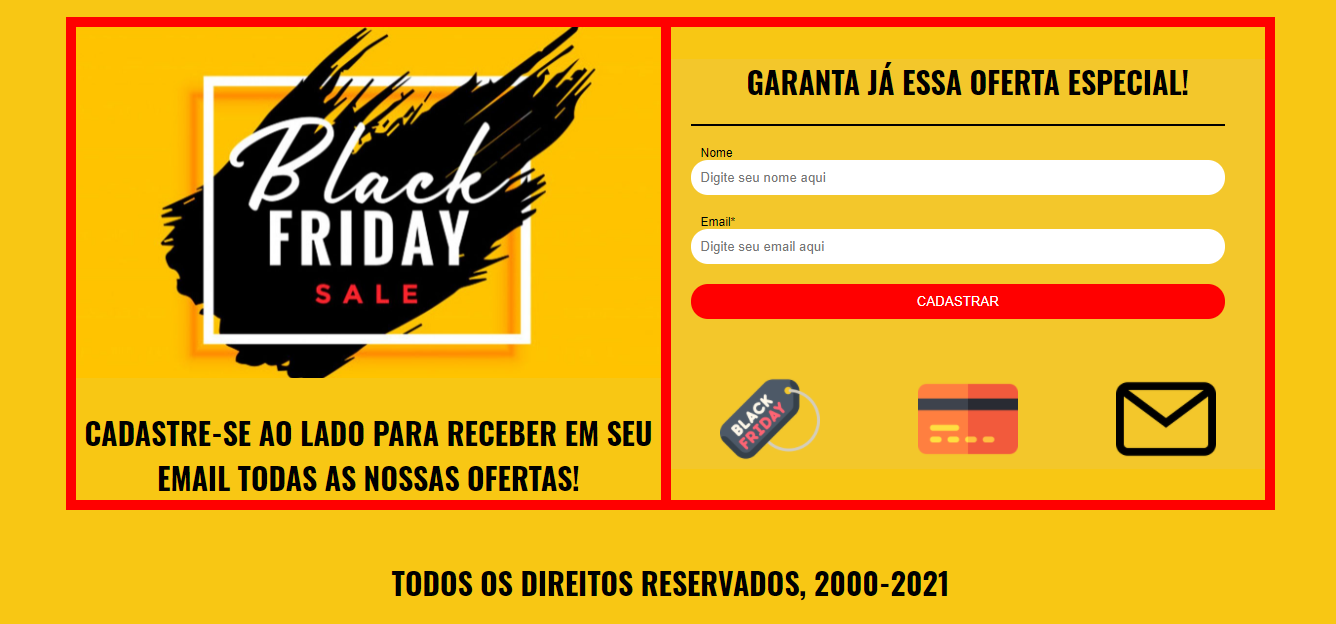 Black
FRIDAY
SALE
CADASTRE-SE AO LADO PARA RECEBER EM SEU
EMAIL TODAS AS NOSSAS OFERTAS!
GARANTA JÁ ESSA OFERTA ESPECIAL!
Nome
Digite seu nome aqui
Email*
Digite seu email aqui
CADASTRAR
BLACK
FRIDAY
TODOS OS DIREITOS RESERVADOS, 2000-2021